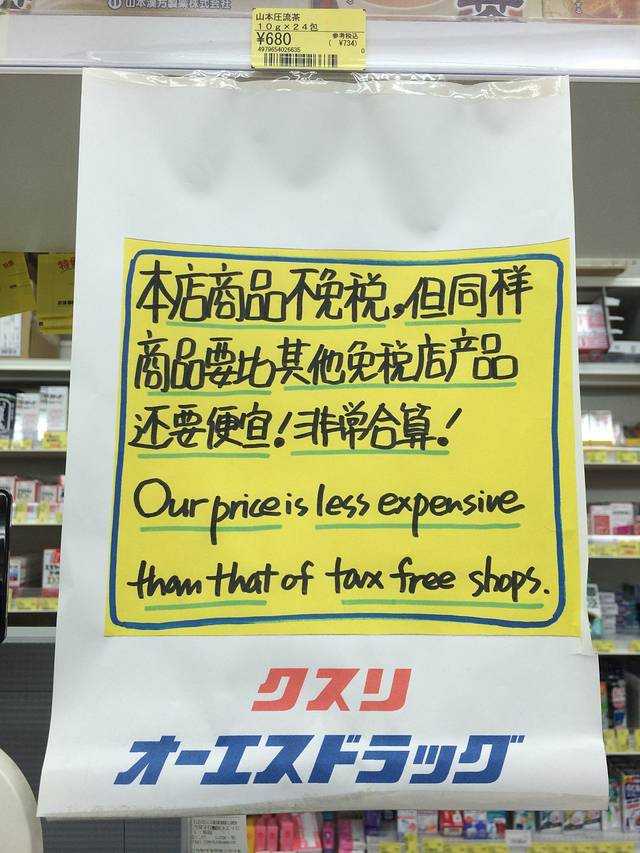 山本漢方製薬株式会社
山本圧流茶
10g×24包
¥680
参考税込
( ¥734)
4979654026635
0
本店商品不免税。但同样
商品要比其他免税店产品
还要便宜!非常合算!
Our price is less expensive
than that of tax free shops.
クスリ
オーエスドラッグ